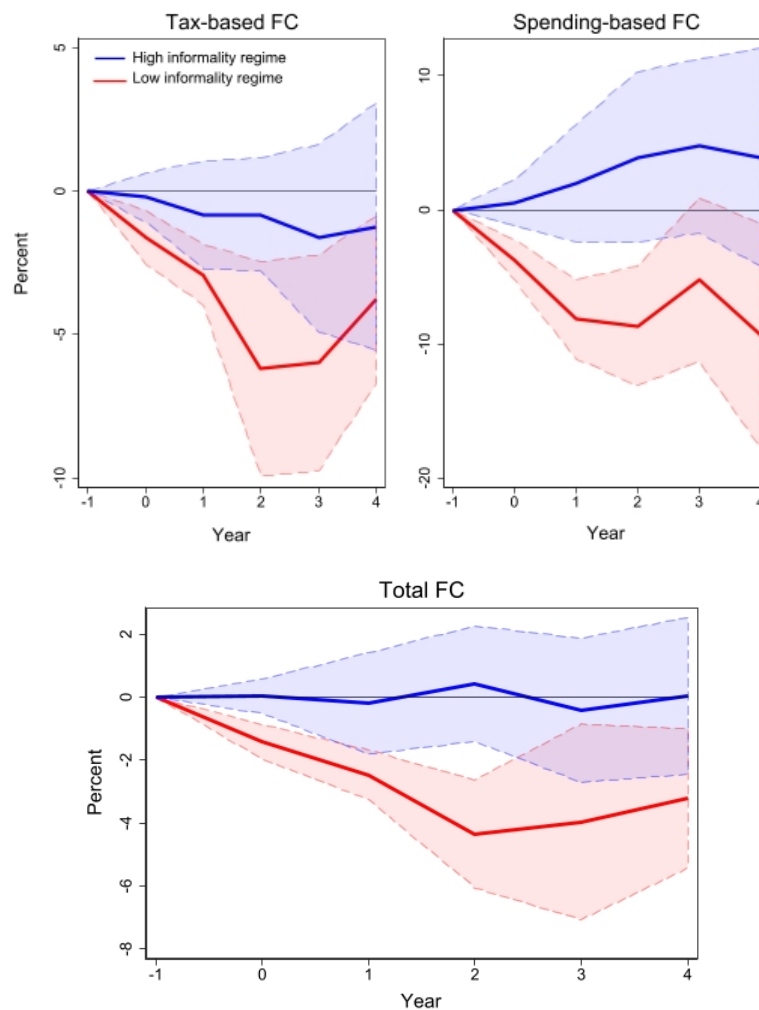 Tax-based FC
5
0
-5
-10
Percent
High informality regime
Low informality regime
-1 0 1 2 3 4
Year
Spending-based FC
10
0
-10
-20
-1 0 1 2 3 4
Year
Total FC
2
0
-2
-4
-6
-8
Percent
-1 0 1 2 3 4
Year